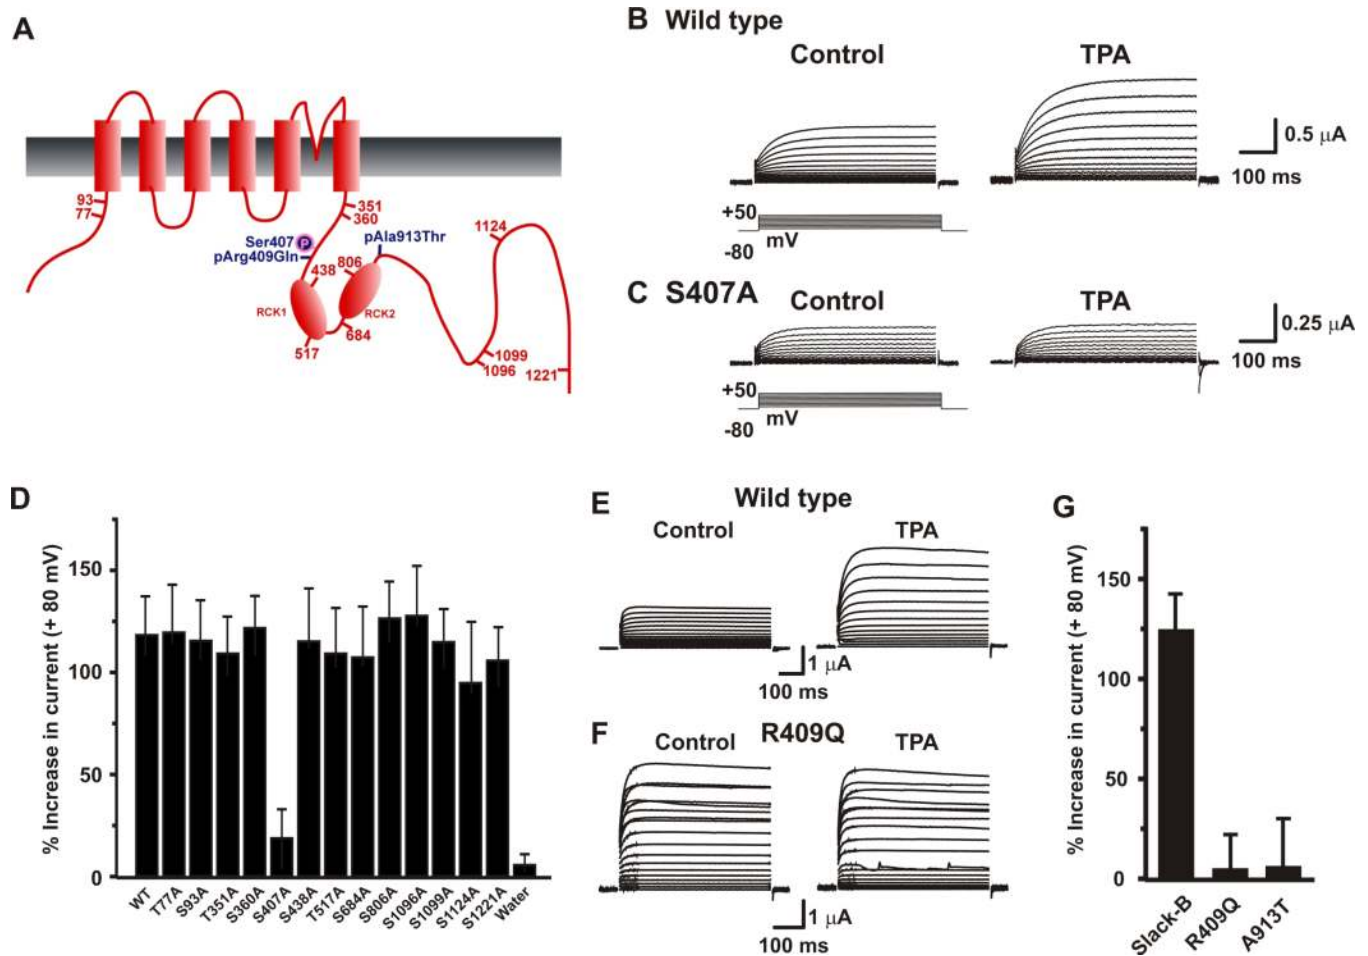 A
93
77
351
360
Ser407 P
pArg409Gln
pAla913Thr
438
806
RCK1
RCK2
517
684
1124
1099
1096
1221
B Wild type
Control
TPA
0.5 µA
100 ms
+50
-80
mV
C S407A
Control
TPA
0.25 µA
100 ms
+50
-80
mV
D
% Increase in current (+ 80 mV)
150
100
50
0
WT
T77A
S93A
T351A
S360A
S407A
S438A
T517A
S684A
S806A
S1096A
S1099A
S1124A
S1221A
Water
E
Wild type
Control
TPA
1 µA
100 ms
F
R409Q
Control
TPA
1 µA
100 ms
G
% Increase in current (+ 80 mV)
150
100
50
0
Slack-B
R409Q
A913T